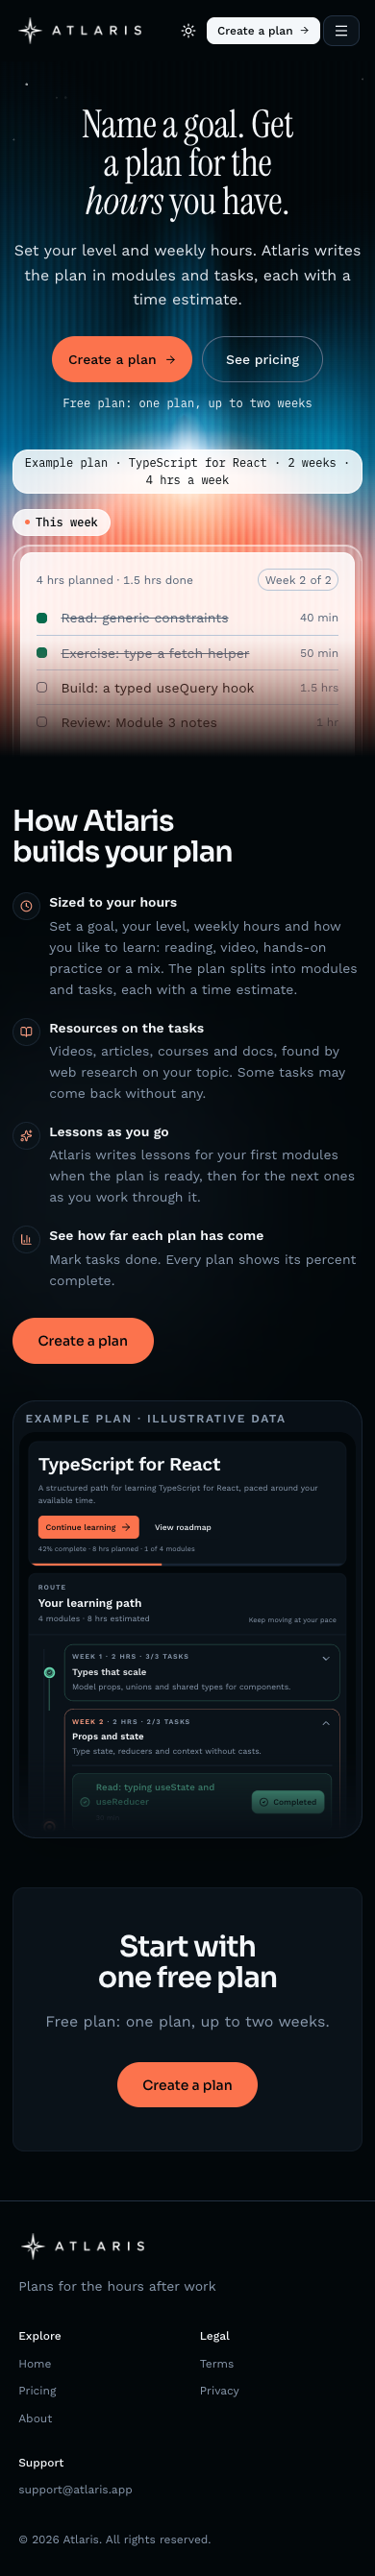 ATLARIS
Create a plan →
Name a goal. Get
a plan for the
hours you have.
Set your level and weekly hours. Atlaris writes
the plan in modules and tasks, each with a
time estimate.
Create a plan →
See pricing
Free plan: one plan, up to two weeks
Example plan · TypeScript for React · 2 weeks ·
4 hrs a week
This week
4 hrs planned · 1.5 hrs done
Week 2 of 2
Read: generic constraints
40 min
Exercise: type a fetch helper
50 min
Build: a typed useQuery hook
1.5 hrs
Review: Module 3 notes
1 hr
How Atlaris
builds your plan
Sized to your hours
Set a goal, your level, weekly hours and how
you like to learn: reading, video, hands-on
practice or a mix. The plan splits into modules
and tasks, each with a time estimate.
Resources on the tasks
Videos, articles, courses and docs, found by
web research on your topic. Some tasks may
come back without any.
Lessons as you go
Atlaris writes lessons for your first modules
when the plan is ready, then for the next ones
as you work through it.
See how far each plan has come
Mark tasks done. Every plan shows its percent
complete.
Create a plan
EXAMPLE PLAN · ILLUSTRATIVE DATA
TypeScript for React
A structured path for learning TypeScript for React, paced around your
available time.
Continue learning →
View roadmap
42% complete · 8 hrs planned · 1 of 4 modules
ROUTE
Your learning path
4 modules · 8 hrs estimated
Keep moving at your pace
WEEK 1 · 2 HRS · 3/3 TASKS
Types that scale
Model props, unions and shared types for components.
WEEK 2 · 2 HRS · 2/3 TASKS
Props and state
Type state, reducers and context without casts.
Read: typing useState and
useReducer
Completed
Start with
one free plan
Free plan: one plan, up to two weeks.
Create a plan
ATLARIS
Plans for the hours after work
Explore
Home
Pricing
About
Legal
Terms
Privacy
Support
support@atlaris.app
© 2026 Atlaris. All rights reserved.